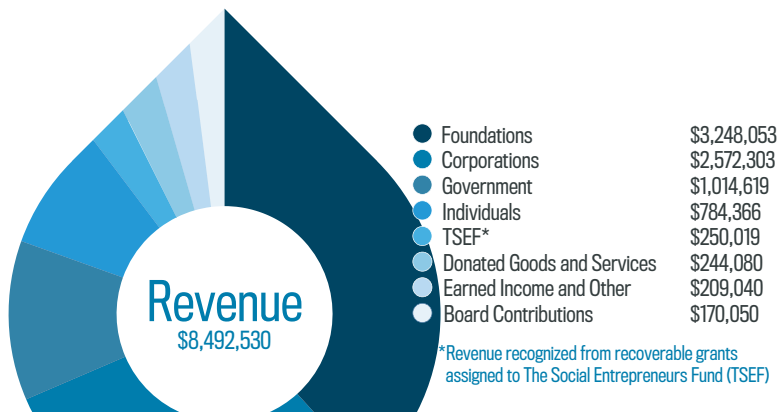 Foundations $3,248,053
Corporations $2,572,303
Government $1,014,619
Individuals $784,366
TSEF* $250,019
Donated Goods and Services $244,080
Earned Income and Other $209,040
Board Contributions $170,050
Revenue
$8,492,530
*Revenue recognized from recoverable grants
assigned to The Social Entrepreneurs Fund (TSEF)